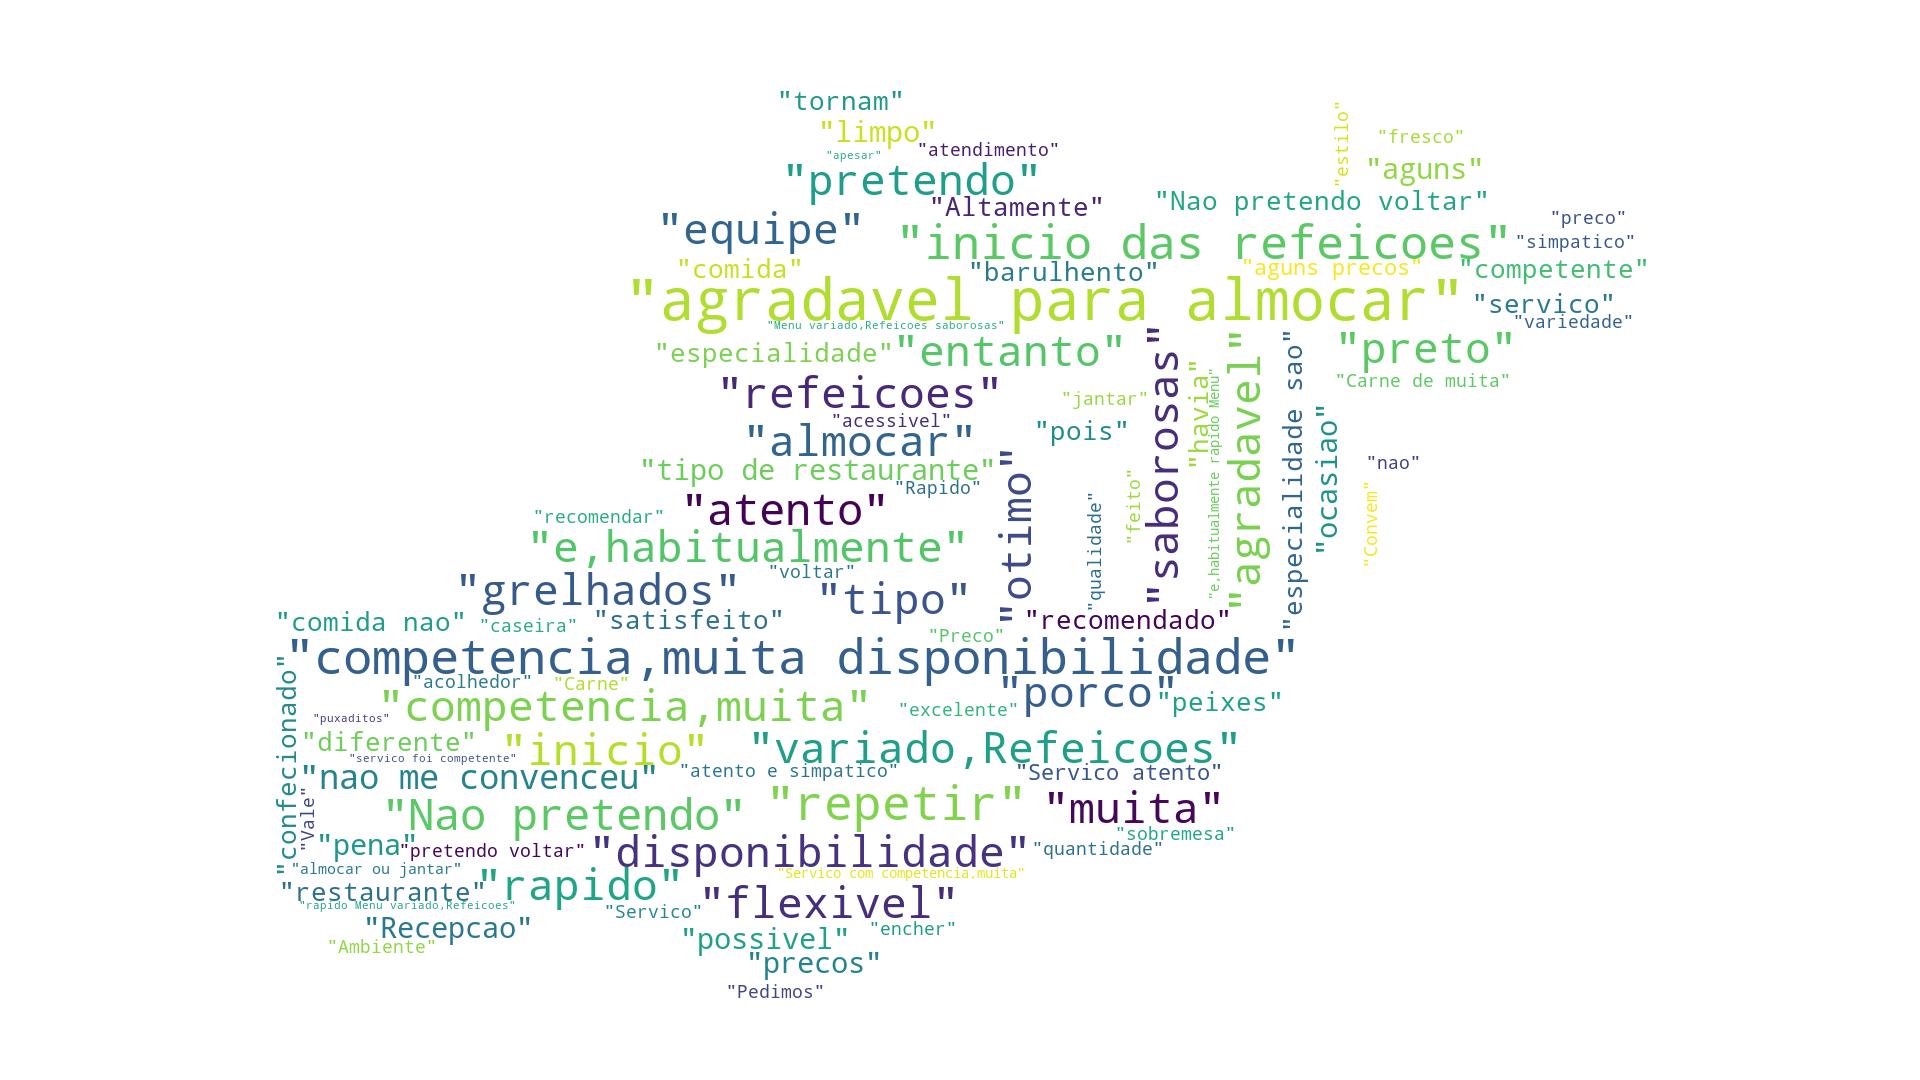 "tornam"
"estilo"
"limpo"
"fresco"
"atendimento"
"apesar"
"aguns"
"pretendo"
"Altamente"
"Nao pretendo voltar"
"preco"
"equipe"
"inicio das refeicoes"
"simpatico"
"comida"
"barulhento"
"aguns precos"
"competente"
"agradavel para almocar"
"servico"
"variedade"
"Menu variado,Refeicoes saborosas"
"especialidade"
"entanto"
"preto"
"Carne de muita"
"refeicoes"
"jantar"
"saborosas"
"havia"
"e,habitualmente rapido Menu"
"agradavel"
"especialidade sao"
"acessivel"
"almocar"
"pois"
"ocasiao"
"tipo de restaurante"
"nao"
"Rapido"
"otimo"
"atento"
"qualidade"
"feito"
"Convem"
"recomendar"
"e,habitualmente"
"voltar"
"grelhados"
"tipo"
"comida nao"
"caseira"
"satisfeito"
"recomendado"
"Preco"
"competencia,muita disponibilidade"
"confeccionado"
"acolhedor"
"Carne"
"porco"
"peixes"
"competencia,muita"
"excelente"
"puxaditos"
"diferente"
"inicio"
"variado,Refeicoes"
"servico foi competente"
"nao me convenceu"
"atento e simpatico"
"Servico atento"
"Vale"
"Nao pretendo"
"repetir"
"muita"
"sobremesa"
"pena"
"pretendo voltar"
"disponibilidade"
"quantidade"
"almocar ou jantar"
"rapido"
"Servico com competencia,muita"
"restaurante"
"rapido Menu variado,Refeicoes"
"Servico"
"flexivel"
"Recepcao"
"encher"
"Ambiente"
"possivel"
"precos"
"Pedimos"